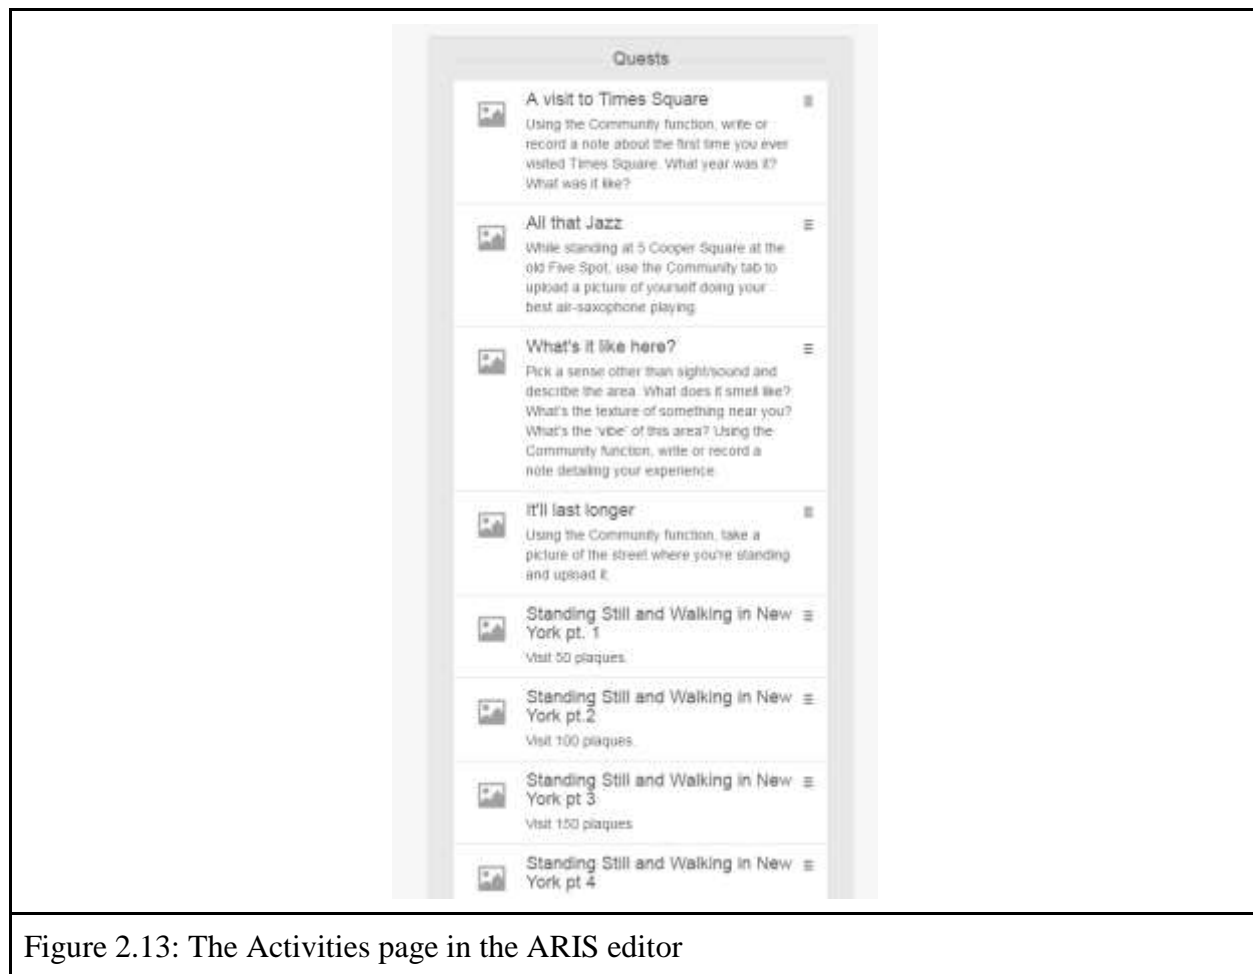 Quests
A visit to Times Square
Using the Community function, write or
record a note about the first time you ever
visited Times Square. What year was it?
What was it like?
All that Jazz
While standing at 5 Cooper Square at the
old Five Spot, use the Community tab to
upload a picture of yourself doing your
best air-saxophone playing.
What's it like here?
Pick a sense other than sight/sound and
describe the area. What does it smell like?
What's the texture of something near you?
What's the 'vibe' of this area? Using the
Community function, write or record a
note detailing your experience.
It'll last longer
Using the Community function, take a
picture of the street where you're standing
and upload it.
Standing Still and Walking in New
York pt. 1
Visit 50 plaques.
Standing Still and Walking in New
York pt.2
Visit 100 plaques.
Standing Still and Walking in New
York pt 3
Visit 150 plaques
Standing Still and Walking in New
York pt 4
Figure 2.13: The Activities page in the ARIS editor